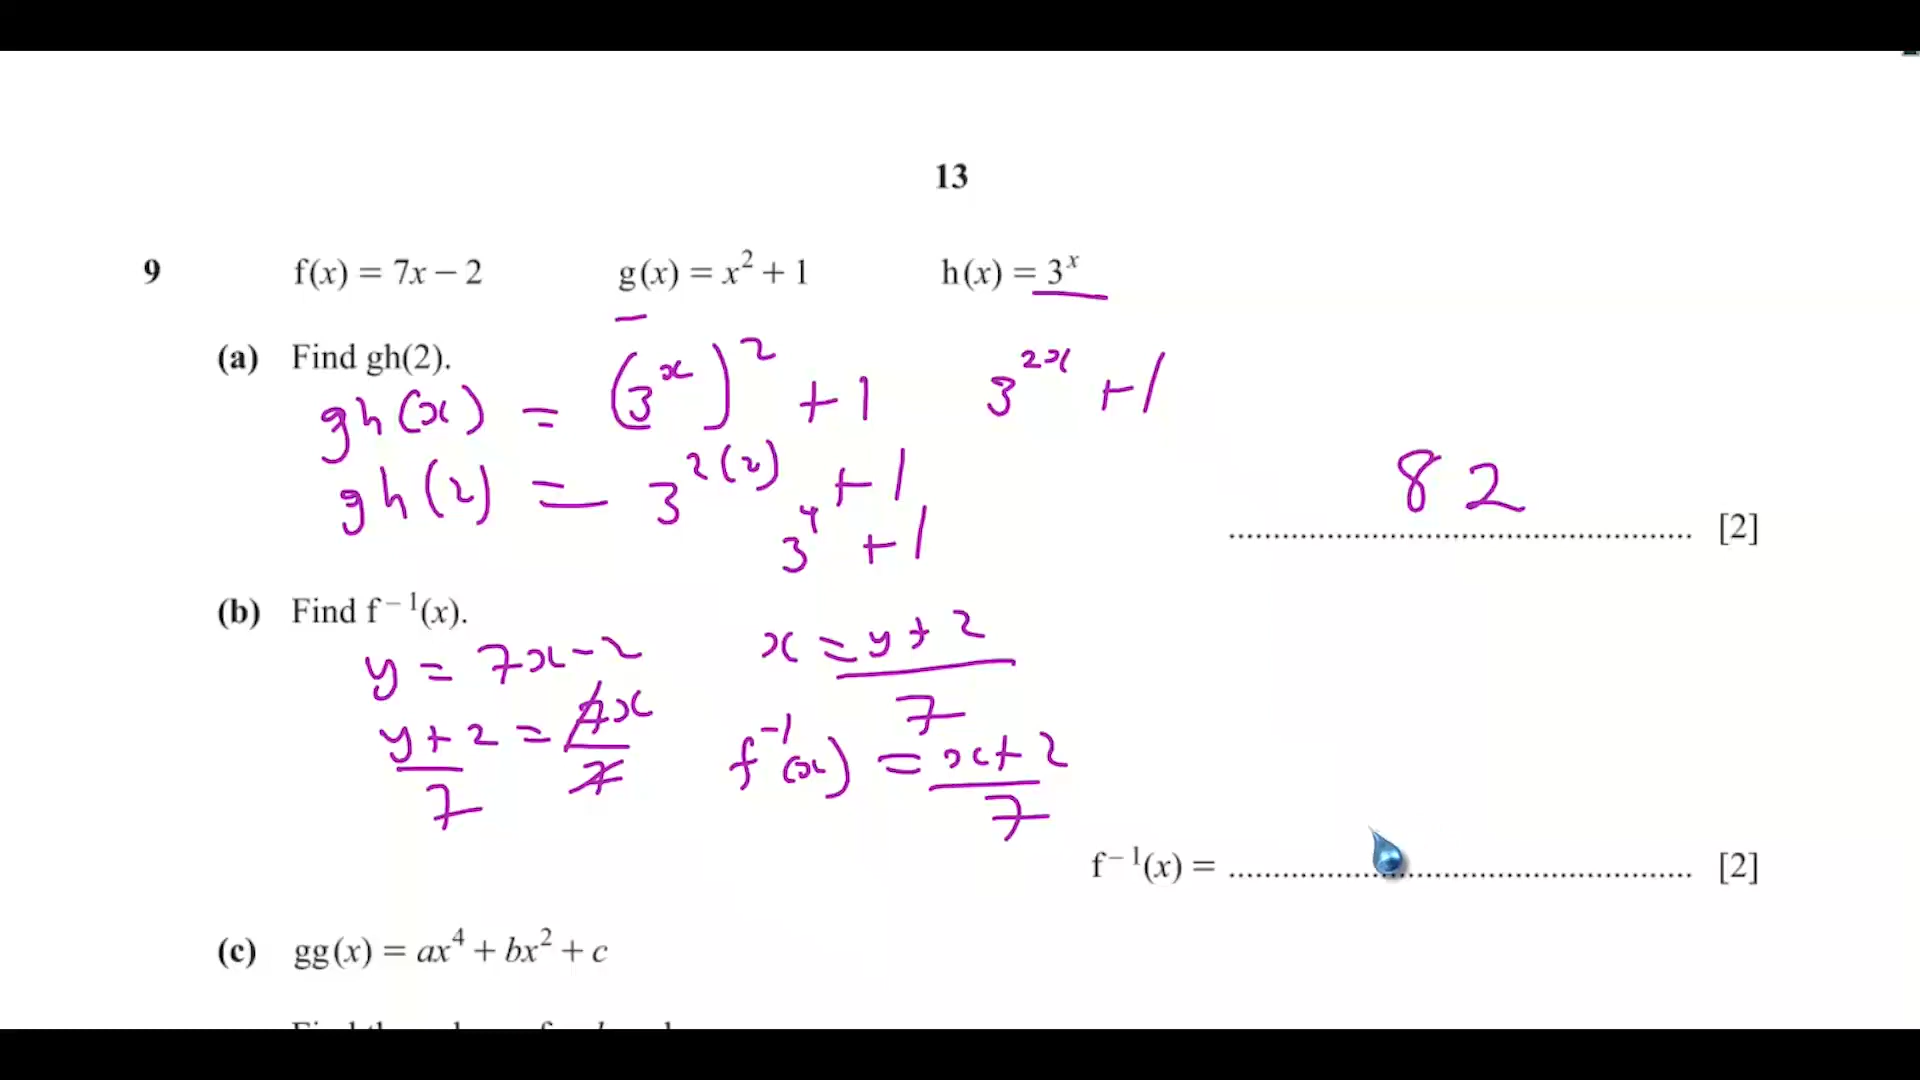 13
9 f(x) = 7x − 2 g(x) = x² + 1 h(x) = 3ˣ
(a) Find gh(2).
gh(x) = (3ˣ)² + 1 3²ˣ + 1
gh(2) = 3²⁽²⁾ + 1
3⁴ + 1
82
[2]
(b) Find f⁻¹(x).
y = 7x − 2 x = y + 2 / 7
y + 2 / 7 = 7x / 7 f⁻¹(x) = x + 2 / 7
f⁻¹(x) = [2]
(c) gg(x) = ax⁴ + bx² + c